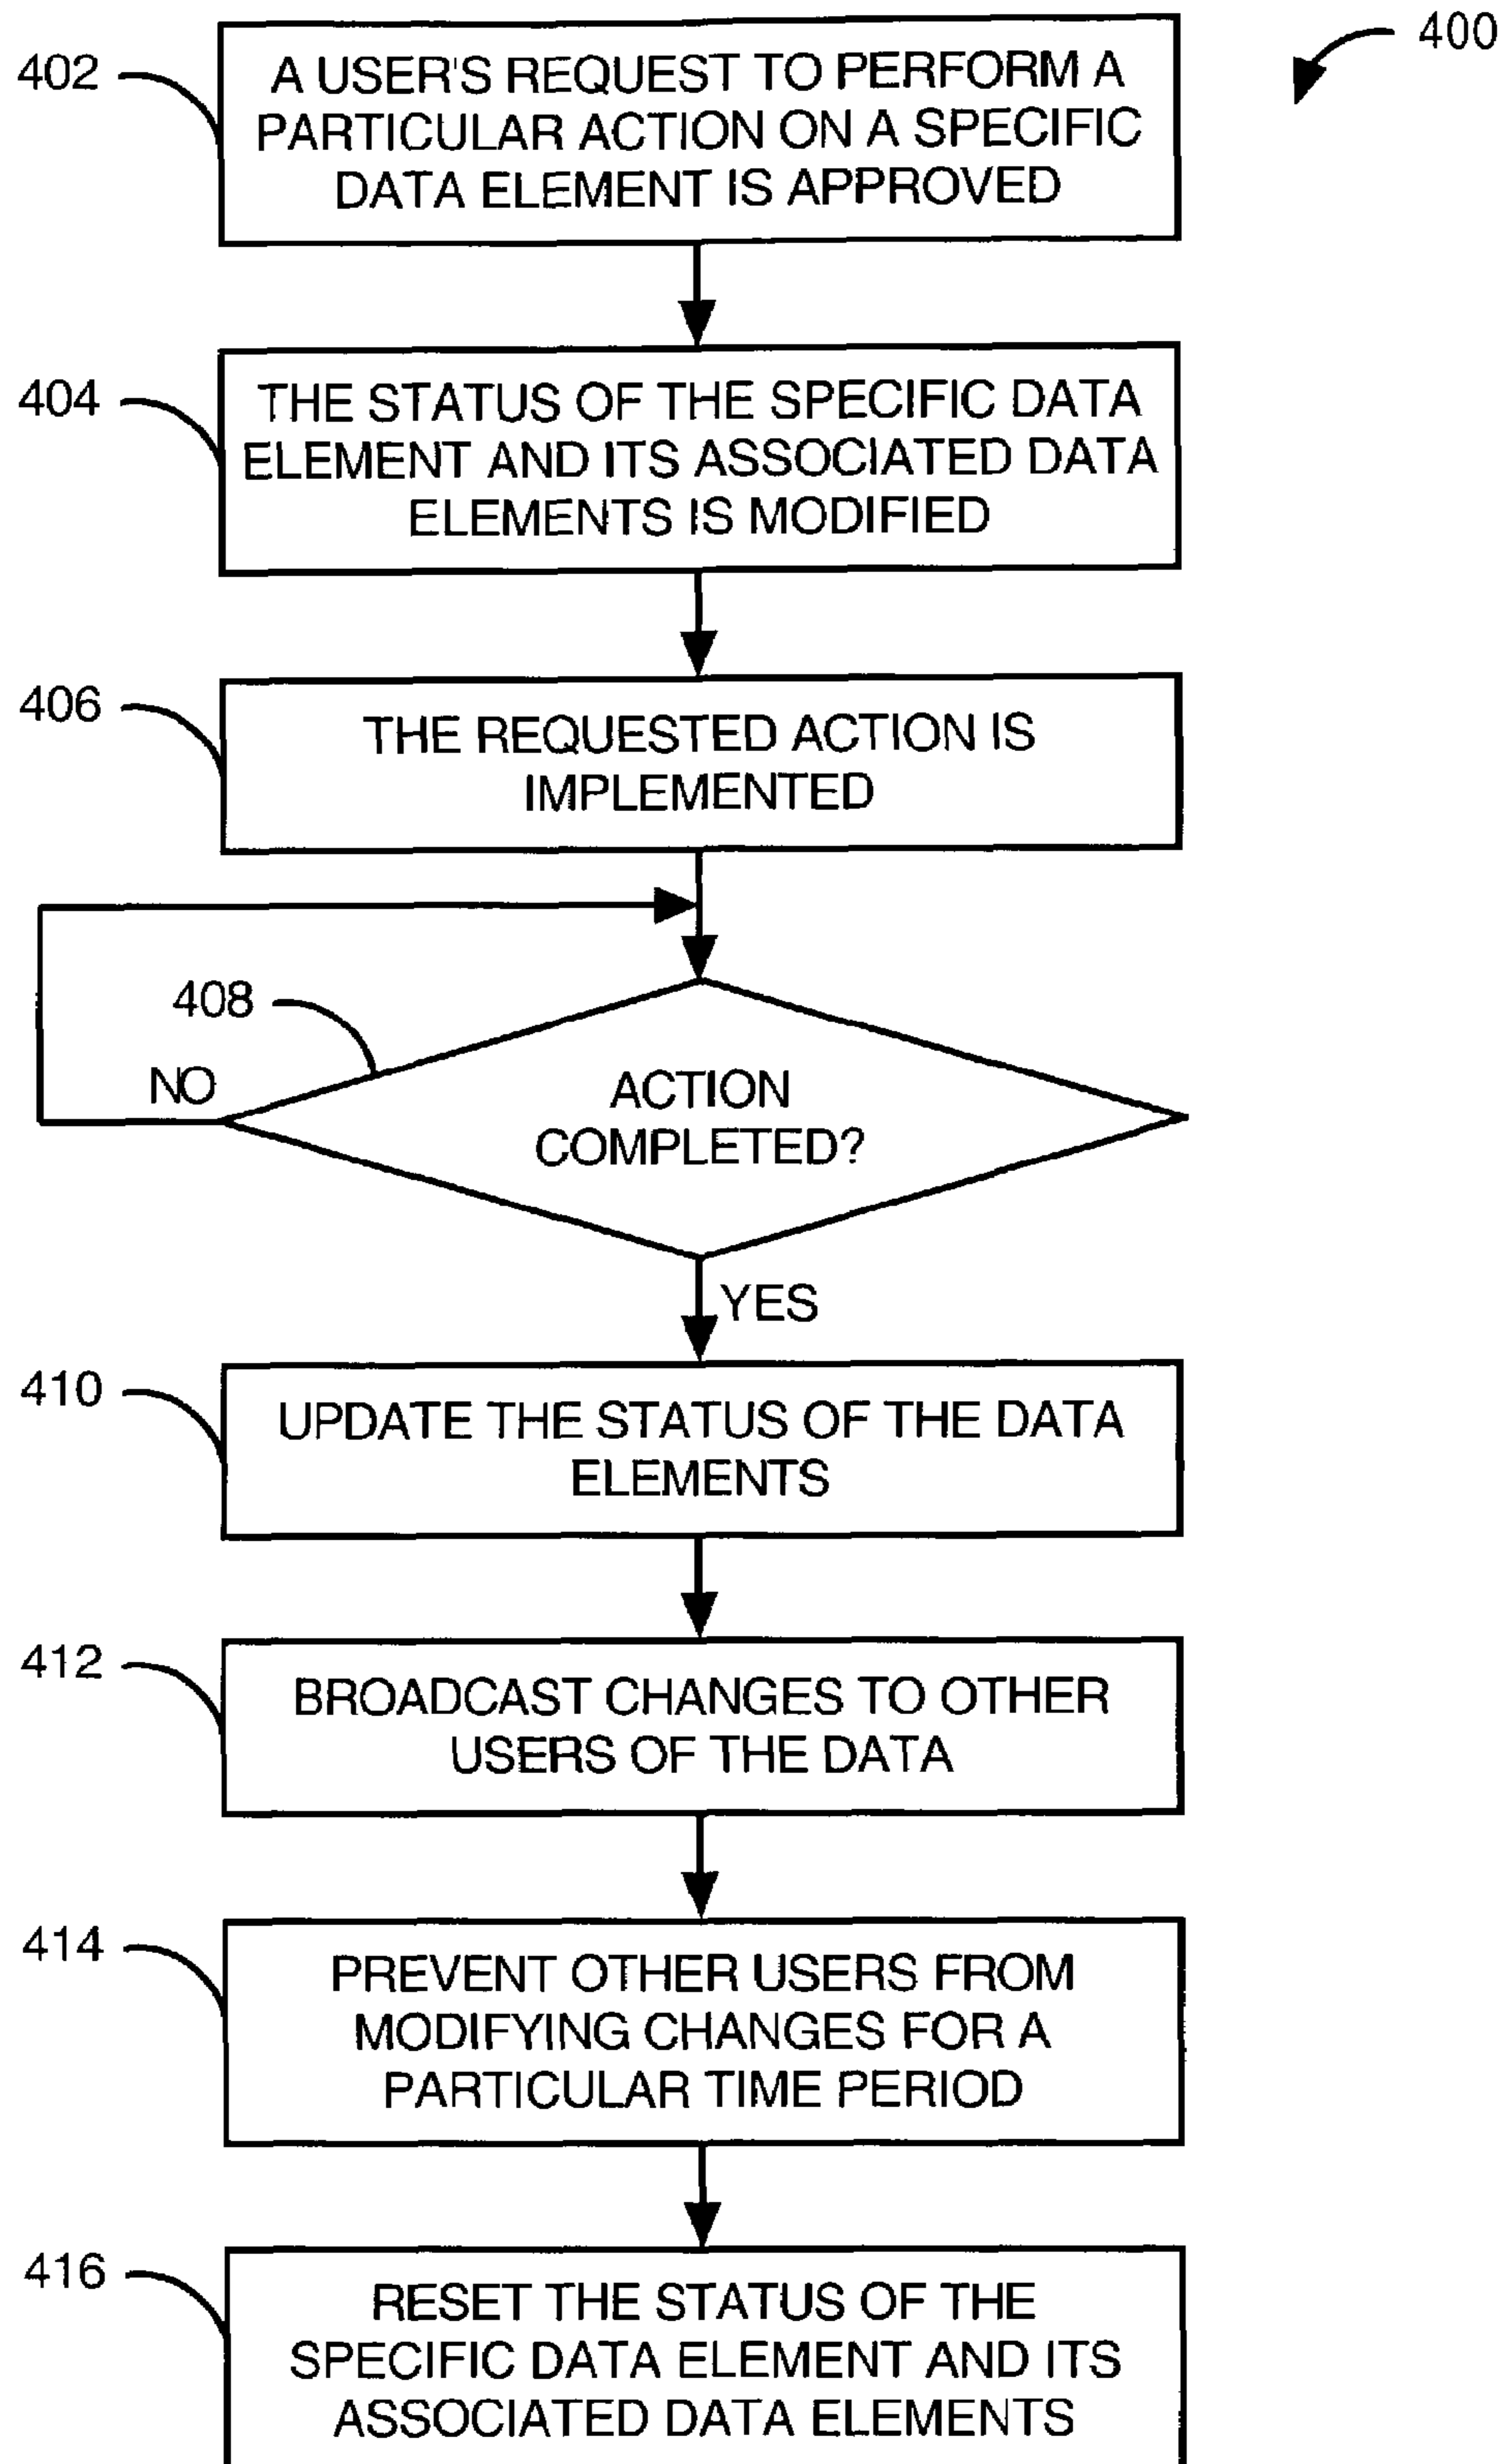 400
402
A USER'S REQUEST TO PERFORM A
PARTICULAR ACTION ON A SPECIFIC
DATA ELEMENT IS APPROVED
404
THE STATUS OF THE SPECIFIC DATA
ELEMENT AND ITS ASSOCIATED DATA
ELEMENTS IS MODIFIED
406
THE REQUESTED ACTION IS
IMPLEMENTED
408
NO
ACTION
COMPLETED?
YES
410
UPDATE THE STATUS OF THE DATA
ELEMENTS
412
BROADCAST CHANGES TO OTHER
USERS OF THE DATA
414
PREVENT OTHER USERS FROM
MODIFYING CHANGES FOR A
PARTICULAR TIME PERIOD
416
RESET THE STATUS OF THE
SPECIFIC DATA ELEMENT AND ITS
ASSOCIATED DATA ELEMENTS